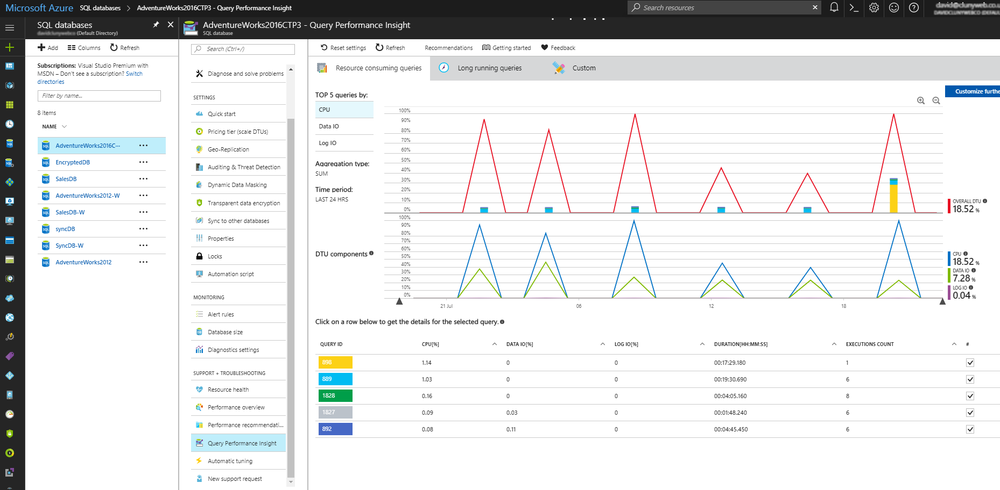 Microsoft Azure SQL databases > AdventureWorks2016CTP3 - Query Performance Insight
Search resources
SQL databases
(Default Directory)
Add Columns Refresh
Subscriptions: Visual Studio Premium with
MSDN – Don't see a subscription? Switch
directories
Filter by name...
8 items
NAME
AdventureWorks2016C···
EncryptedDB
SalesDB
AdventureWorks2012-W
SalesDB-W
syncDB
SyncDB-W
AdventureWorks2012
AdventureWorks2016CTP3 - Query Performance Insight
SQL database
Search (Ctrl+/)
Diagnose and solve problems
SETTINGS
Quick start
Pricing tier (scale DTUs)
Geo-Replication
Auditing & Threat Detection
Dynamic Data Masking
Transparent data encryption
Sync to other databases
Properties
Locks
Automation script
MONITORING
Alert rules
Database size
Diagnostics settings
SUPPORT + TROUBLESHOOTING
Resource health
Performance overview
Performance recommendati...
Query Performance Insight
Automatic tuning
New support request
Reset settings Refresh Recommendations Getting started Feedback
Resource consuming queries Long running queries Custom
Customize furthe
TOP 5 queries by:
CPU
Data IO
Log IO
Aggregation type:
SUM
Time period:
LAST 24 HRS
100%
90%
80%
70%
60%
50%
40%
30%
20%
10%
0%
OVERALL DTU
18.52 %
DTU components
100%
90%
80%
70%
60%
50%
40%
30%
20%
10%
0%
21 Jul 06 12 18
CPU
18.52 %
DATA IO
7.28 %
LOG IO
0.04 %
Click on a row below to get the details for the selected query.
QUERY ID CPU[%] DATA IO[%] LOG IO[%] DURATION[HH:MM:SS] EXECUTIONS COUNT #
898 1.14 0 0 00:17:29.180 1
889 1.03 0 0 00:19:30.690 6
1828 0.16 0 0 00:04:05.160 8
1827 0.09 0.03 0 00:01:48.240 6
892 0.08 0.11 0 00:04:45.450 6